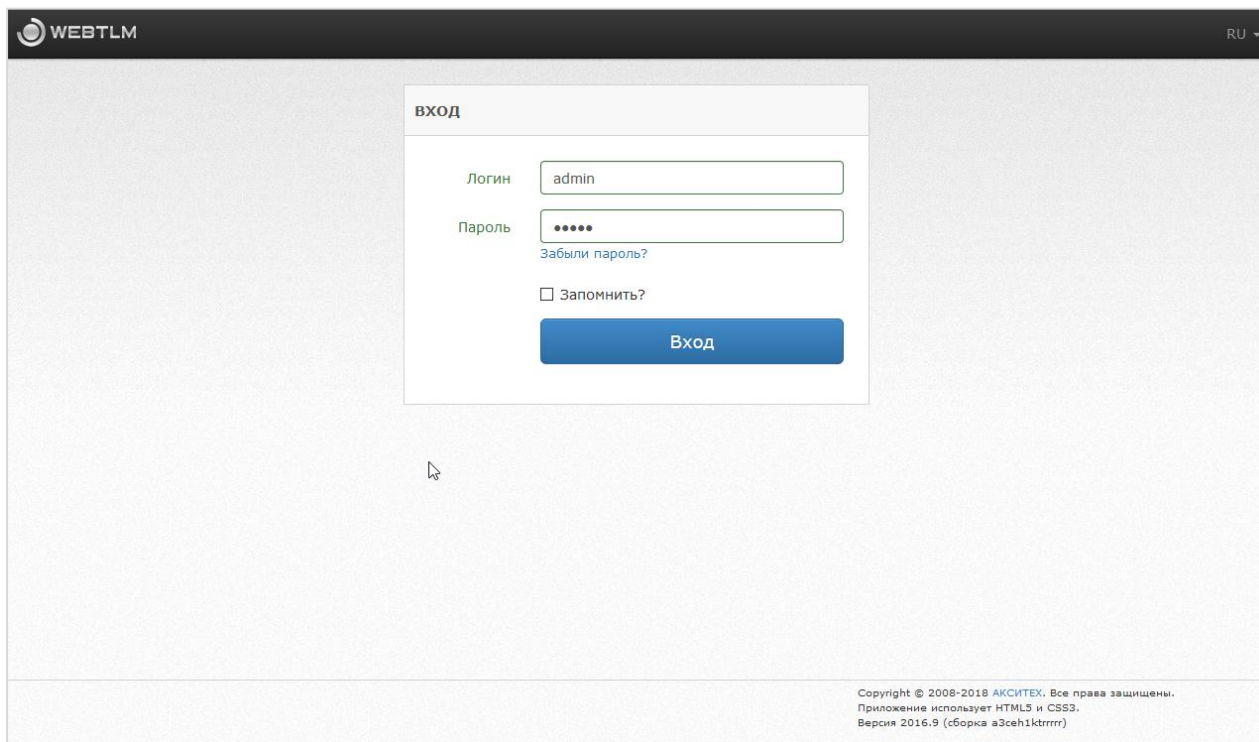 WEBTLM
RU
ВХОД
Логин
admin
Пароль
•••••
Забыли пароль?
Запомнить?
Вход
Copyright © 2008-2018 АКСИТЕХ. Все права защищены.
Приложение использует HTML5 и CSS3.
Версия 2016.9 (сборка a3ceh1ktrrrrr)